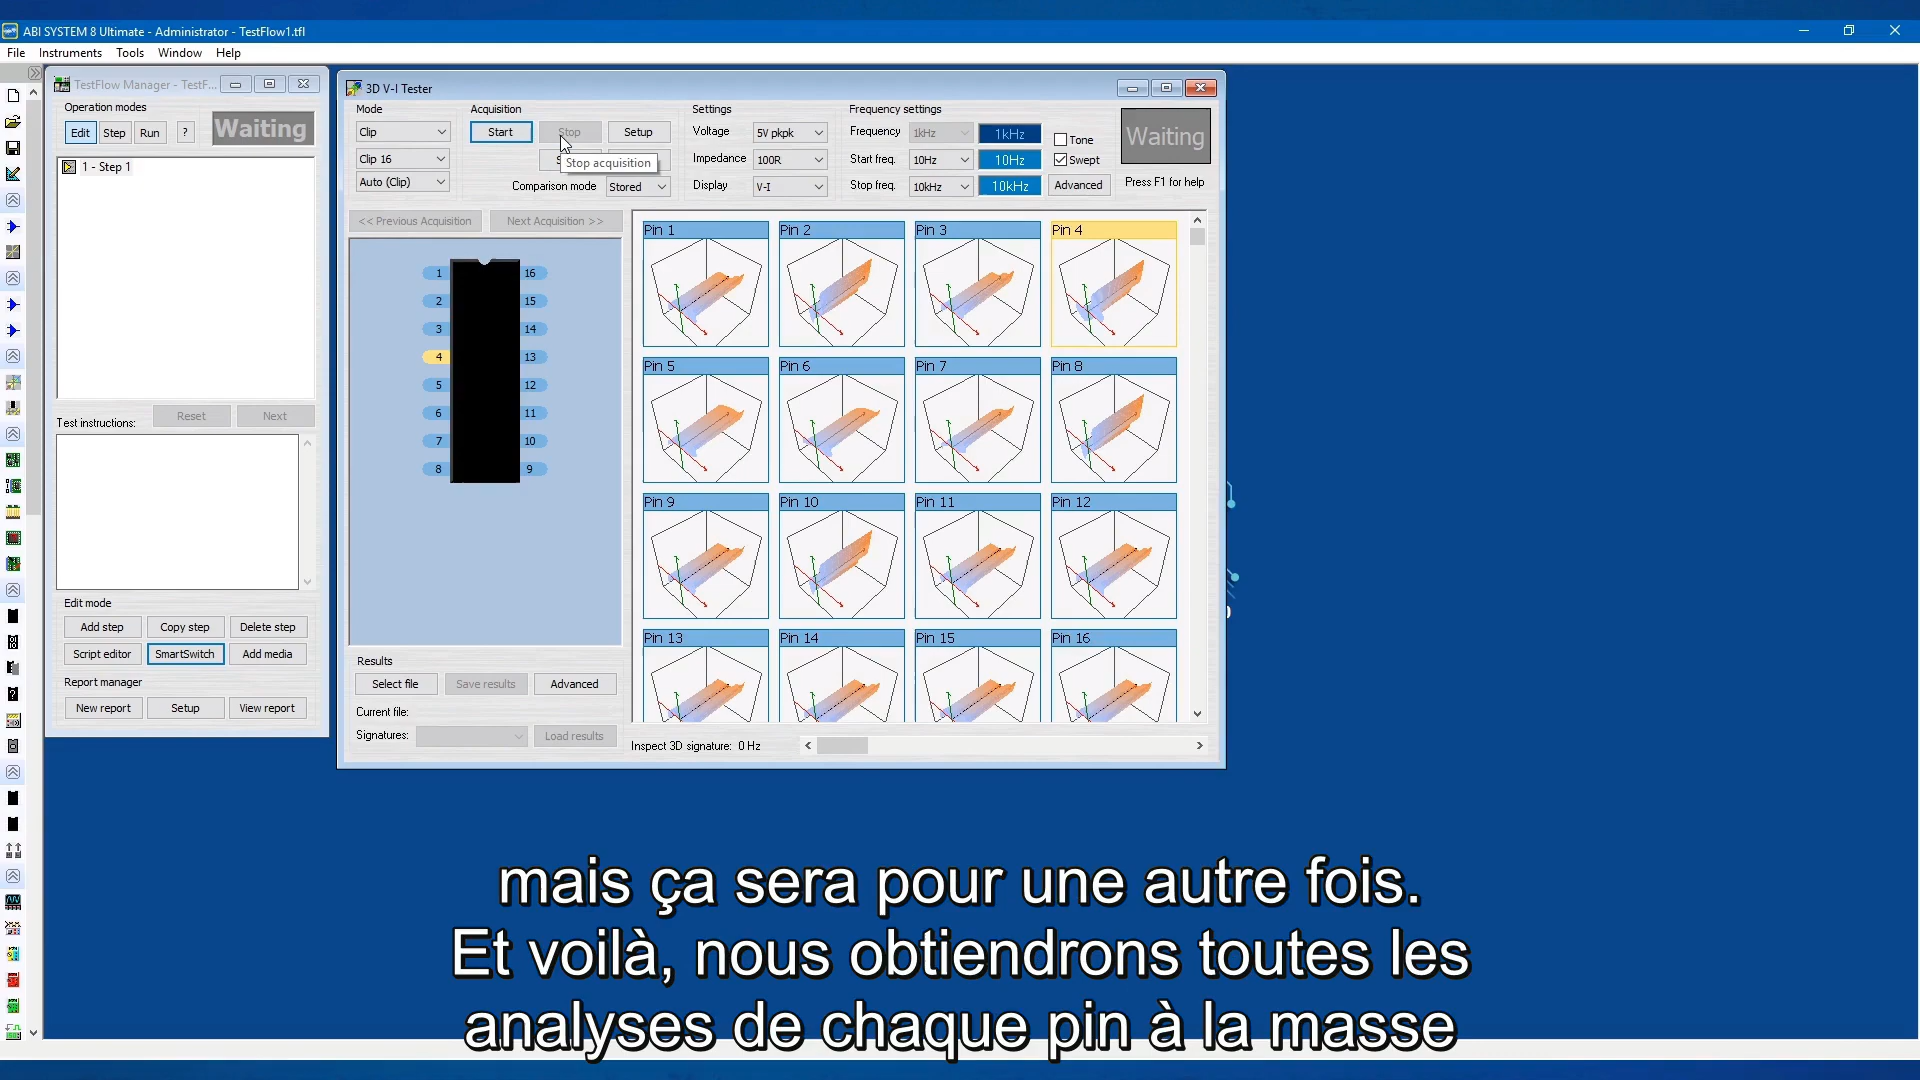 ABI SYSTEM 8 Ultimate - Administrator - TestFlow1.tfl
File Instruments Tools Window Help
TestFlow Manager - TestF...
Operation modes
Edit Step Run ? Waiting
1 - Step 1
Test instructions: Reset Next
Edit mode
Add step Copy step Delete step
Script editor SmartSwitch Add media
Report manager
New report Setup View report
3D V-I Tester
Mode Acquisition Settings Frequency settings
Clip Start Stop Setup Voltage 5V pkpk Frequency 1kHz 1kHz Tone Waiting
Clip 16 Stop acquisition Impedance 100R Start freq. 10Hz 10Hz Swept
Auto (Clip) Comparison mode Stored Display V-I Stop freq. 10kHz 10kHz Advanced Press F1 for help
<< Previous Acquisition Next Acquisition >>
1 16
2 15
3 14
4 13
5 12
6 11
7 10
8 9
Pin 1 Pin 2 Pin 3 Pin 4
Pin 5 Pin 6 Pin 7 Pin 8
Pin 9 Pin 10 Pin 11 Pin 12
Pin 13 Pin 14 Pin 15 Pin 16
Results
Select file Save results Advanced
Current file:
Signatures: Load results
Inspect 3D signature: 0 Hz
mais ça sera pour une autre fois.
Et voilà, nous obtiendrons toutes les
analyses de chaque pin à la masse